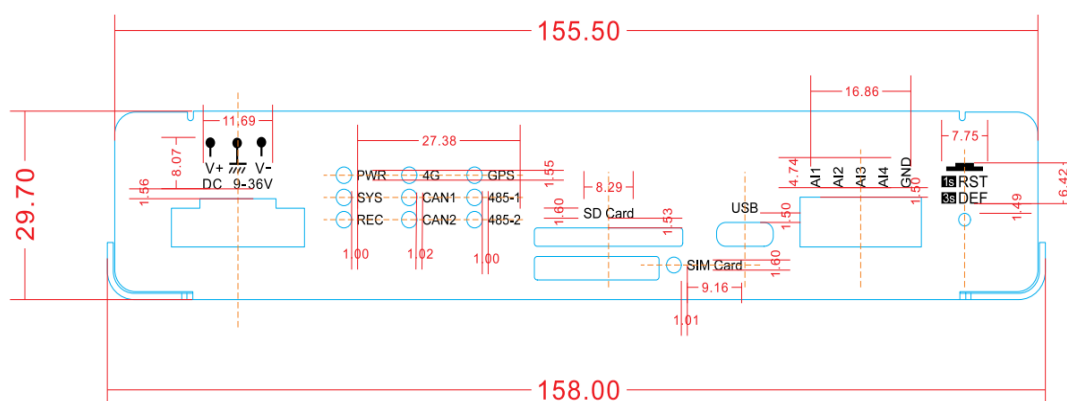 155.50
16.86
11.69
27.38
7.75
8.07
V+ V-
DC 9-36V
1.56
29.70
PWR 4G GPS
1.55
SYS CAN1 485-1
REC CAN2 485-2
1.00 1.02 1.00
8.29
1.60
SD Card
1.53
USB
1.50
4.74
AI1
AI2
AI3
AI4
GND
1.50
1s RST
3s DEF
6.42
1.49
SIM Card
1.60
9.16
1.01
158.00